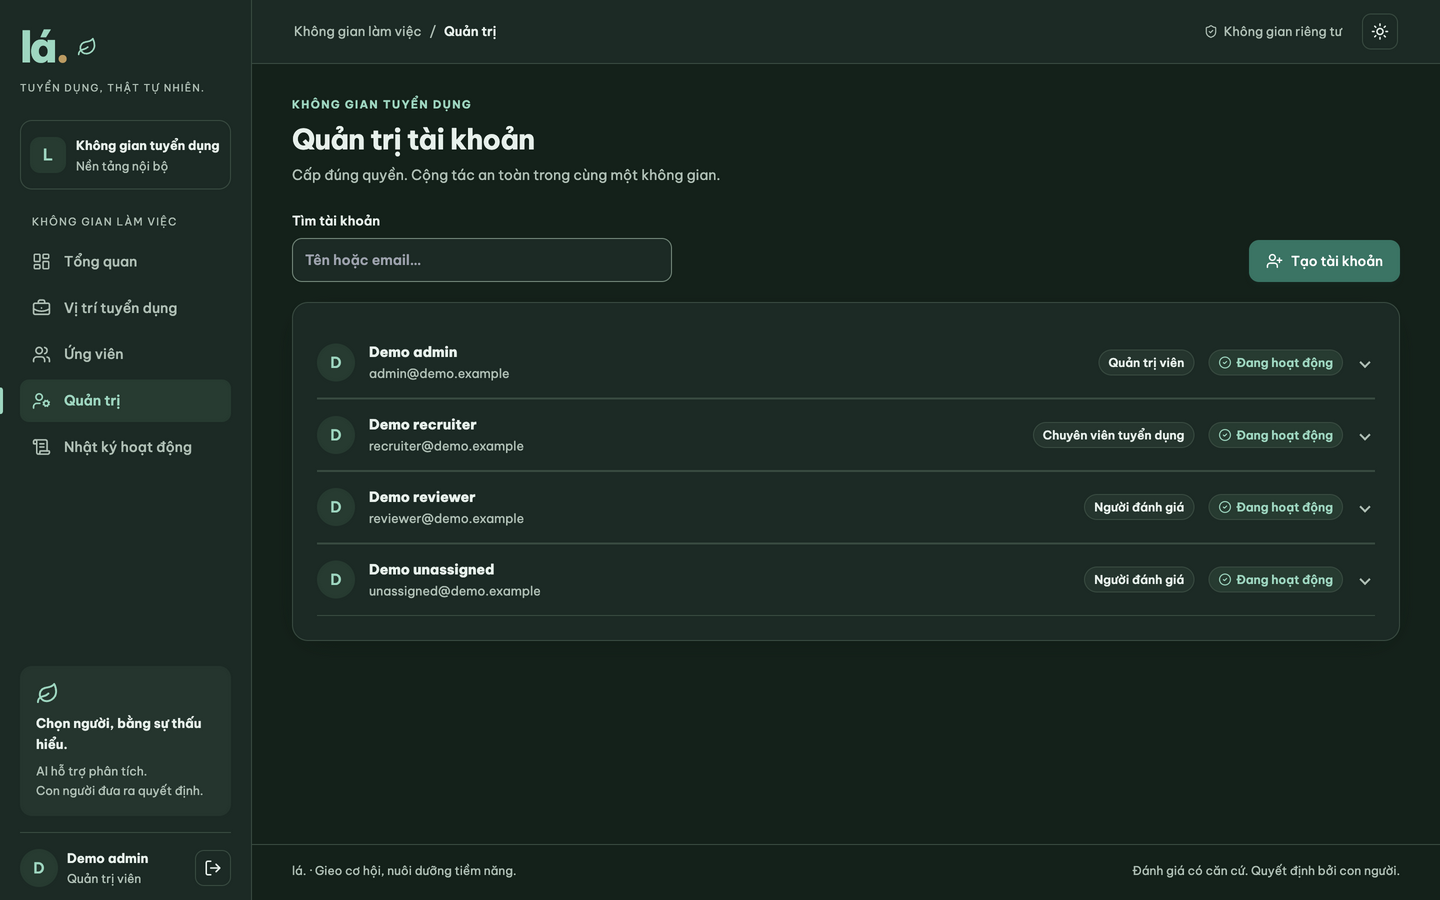 lá.
TUYỂN DỤNG, THẬT TỰ NHIÊN.
L
Không gian tuyển dụng
Nền tảng nội bộ
KHÔNG GIAN LÀM VIỆC
Tổng quan
Vị trí tuyển dụng
Ứng viên
Quản trị
Nhật ký hoạt động
Chọn người, bằng sự thấu
hiểu.
AI hỗ trợ phân tích.
Con người đưa ra quyết định.
D
Demo admin
Quản trị viên
Không gian làm việc / Quản trị
Không gian riêng tư
KHÔNG GIAN TUYỂN DỤNG
Quản trị tài khoản
Cấp đúng quyền. Cộng tác an toàn trong cùng một không gian.
Tìm tài khoản
Tên hoặc email...
Tạo tài khoản
D
Demo admin
admin@demo.example
Quản trị viên
Đang hoạt động
D
Demo recruiter
recruiter@demo.example
Chuyên viên tuyển dụng
Đang hoạt động
D
Demo reviewer
reviewer@demo.example
Người đánh giá
Đang hoạt động
D
Demo unassigned
unassigned@demo.example
Người đánh giá
Đang hoạt động
lá. · Gieo cơ hội, nuôi dưỡng tiềm năng.
Đánh giá có căn cứ. Quyết định bởi con người.